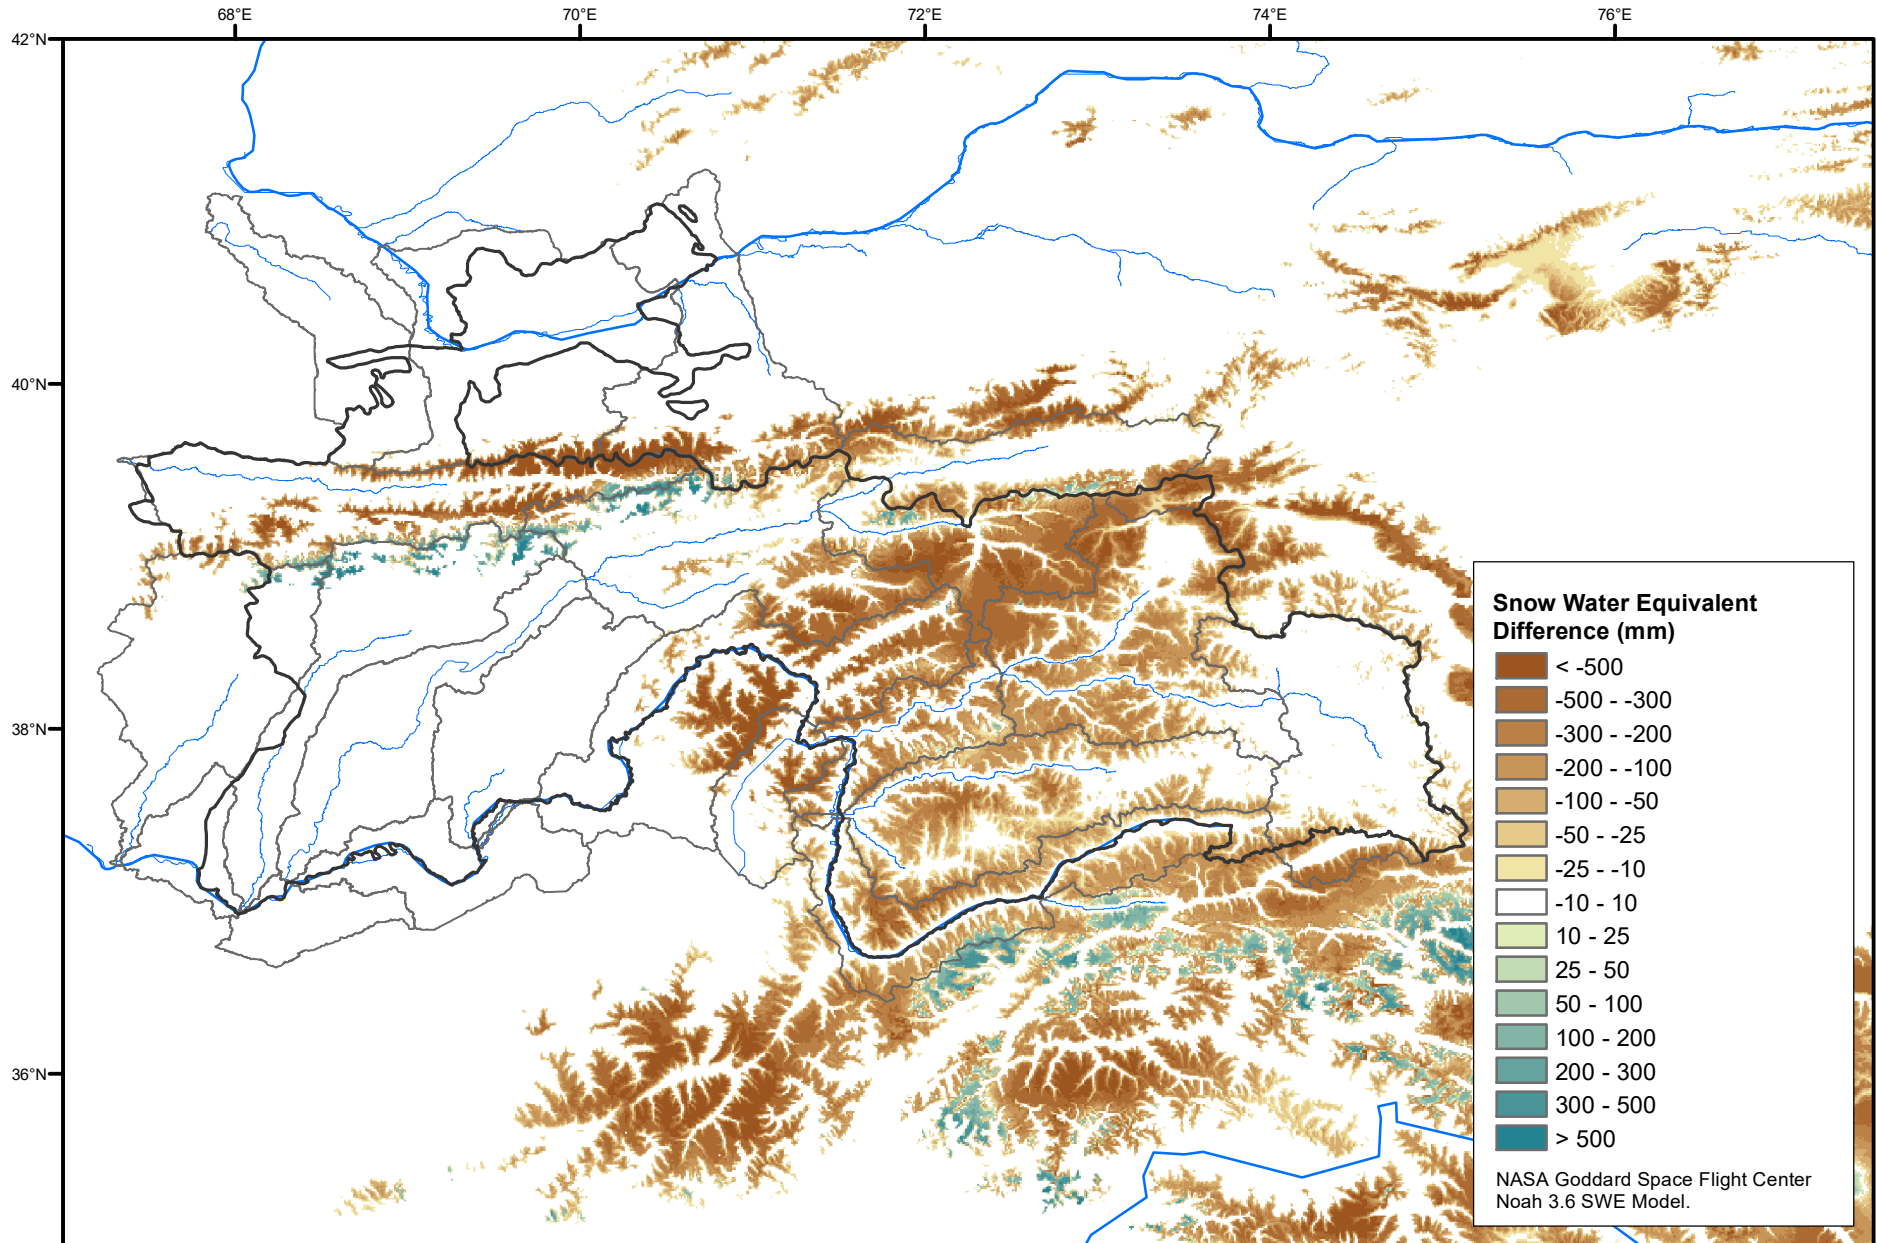 68°E
70°E
72°E
74°E
76°E
42°N
40°N
38°N
36°N
Snow Water Equivalent
Difference (mm)
< -500
-500 - -300
-300 - -200
-200 - -100
-100 - -50
-50 - -25
-25 - -10
-10 - 10
10 - 25
25 - 50
50 - 100
100 - 200
200 - 300
300 - 500
> 500
NASA Goddard Space Flight Center
Noah 3.6 SWE Model.